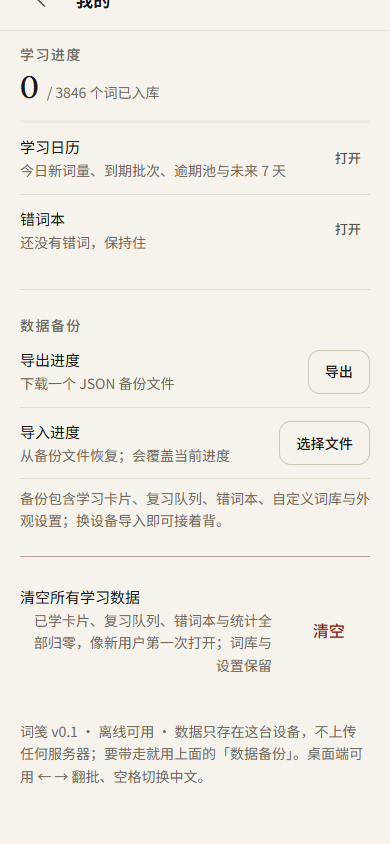 我的
学习进度
0 / 3846 个词已入库
学习日历
今日新词量、到期批次、逾期池与未来 7 天
打开
错词本
还没有错词，保持住
打开
数据备份
导出进度
下载一个 JSON 备份文件
导出
导入进度
从备份文件恢复；会覆盖当前进度
选择文件
备份包含学习卡片、复习队列、错词本、自定义词库与外
观设置；换设备导入即可接着背。
清空所有学习数据
已学卡片、复习队列、错词本与统计全
部归零，像新用户第一次打开；词库与
设置保留
清空
词笺 v0.1 · 离线可用 · 数据只存在这台设备，不上传
任何服务器；要带走就用上面的「数据备份」。桌面端可
用 ← → 翻批、空格切换中文。